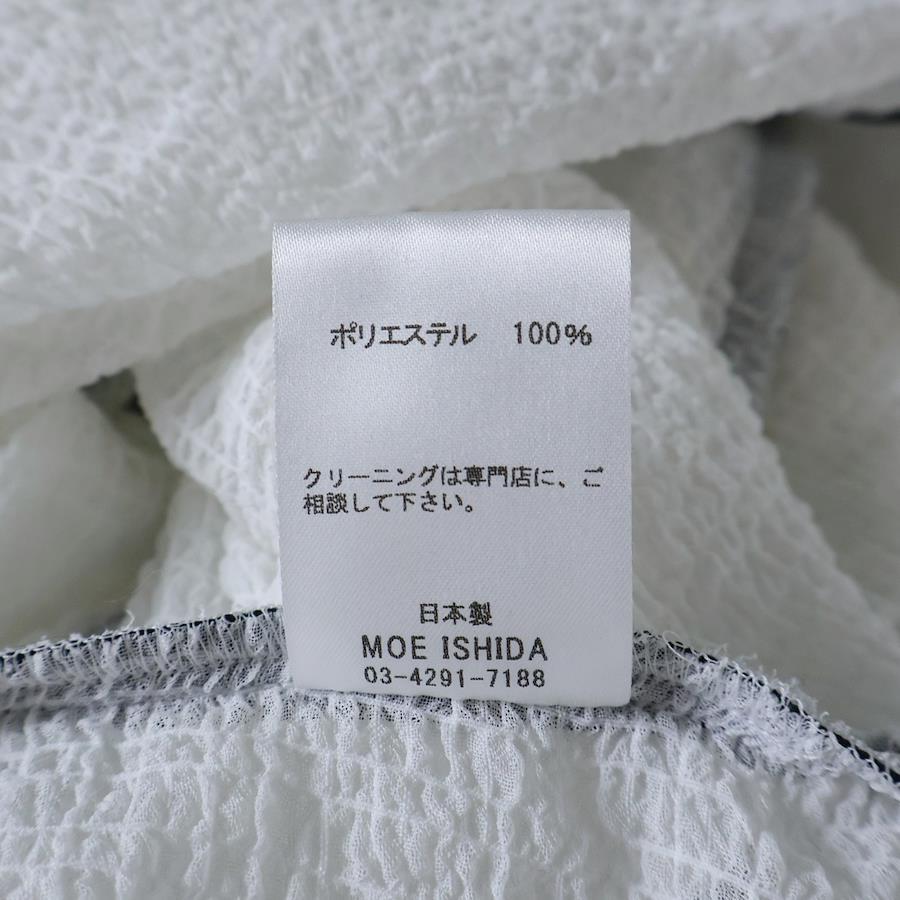 ポリエステル 100%
クリーニングは専門店に、ご
相談して下さい。
日本製
MOE ISHIDA
03-4291-7188